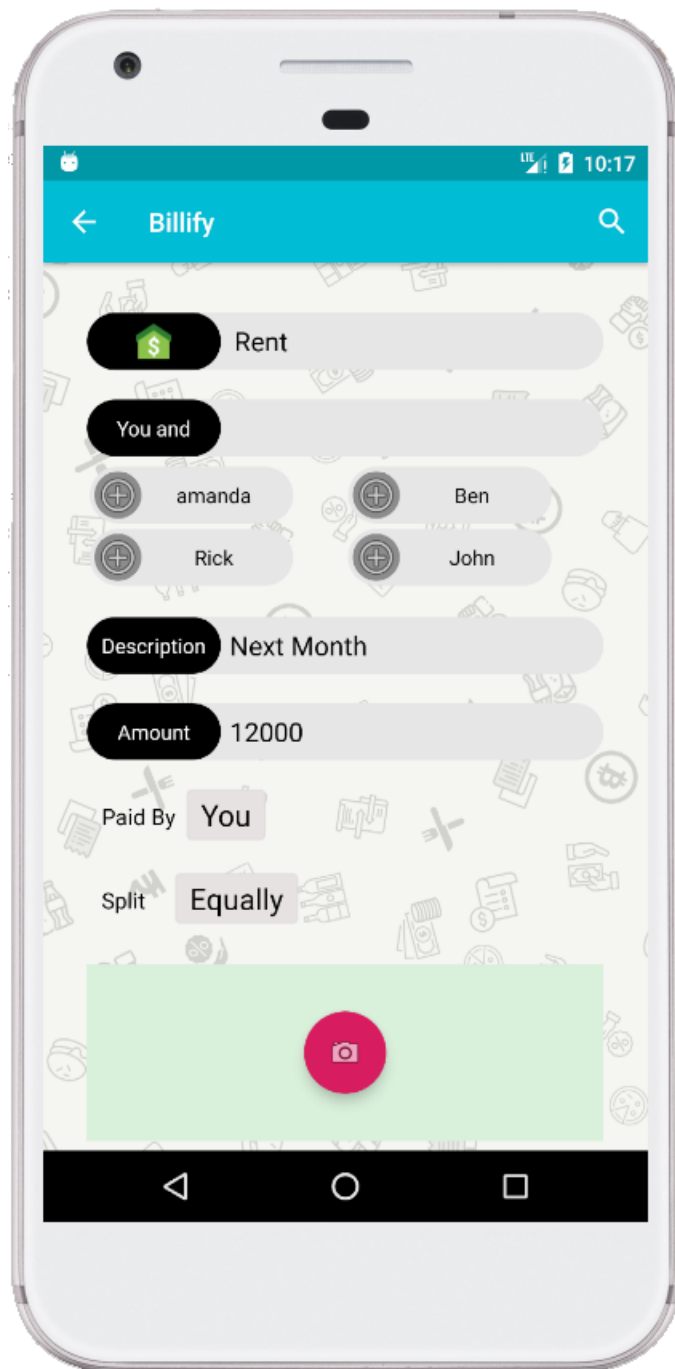 LTE 10:17
Billify
$ Rent
You and
amanda Ben
Rick John
Description Next Month
Amount 12000
Paid By You
Split Equally